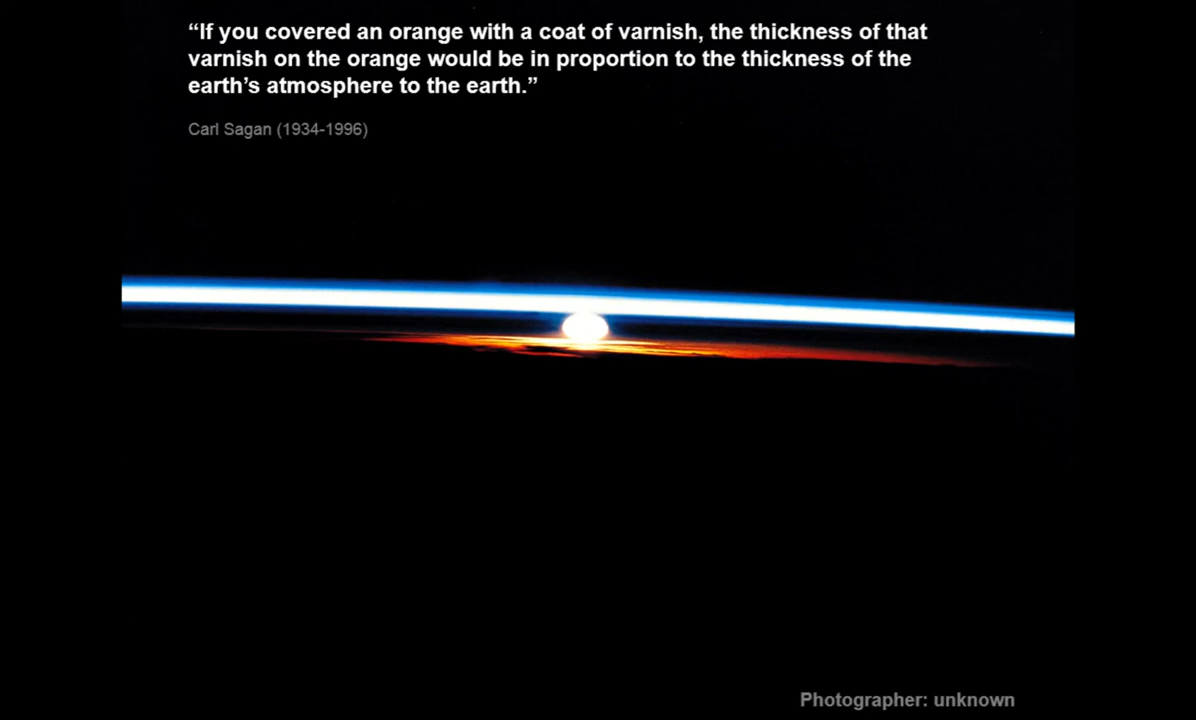 “If you covered an orange with a coat of varnish, the thickness of that
varnish on the orange would be in proportion to the thickness of the
earth’s atmosphere to the earth.”
Carl Sagan (1934-1996)
Photographer: unknown